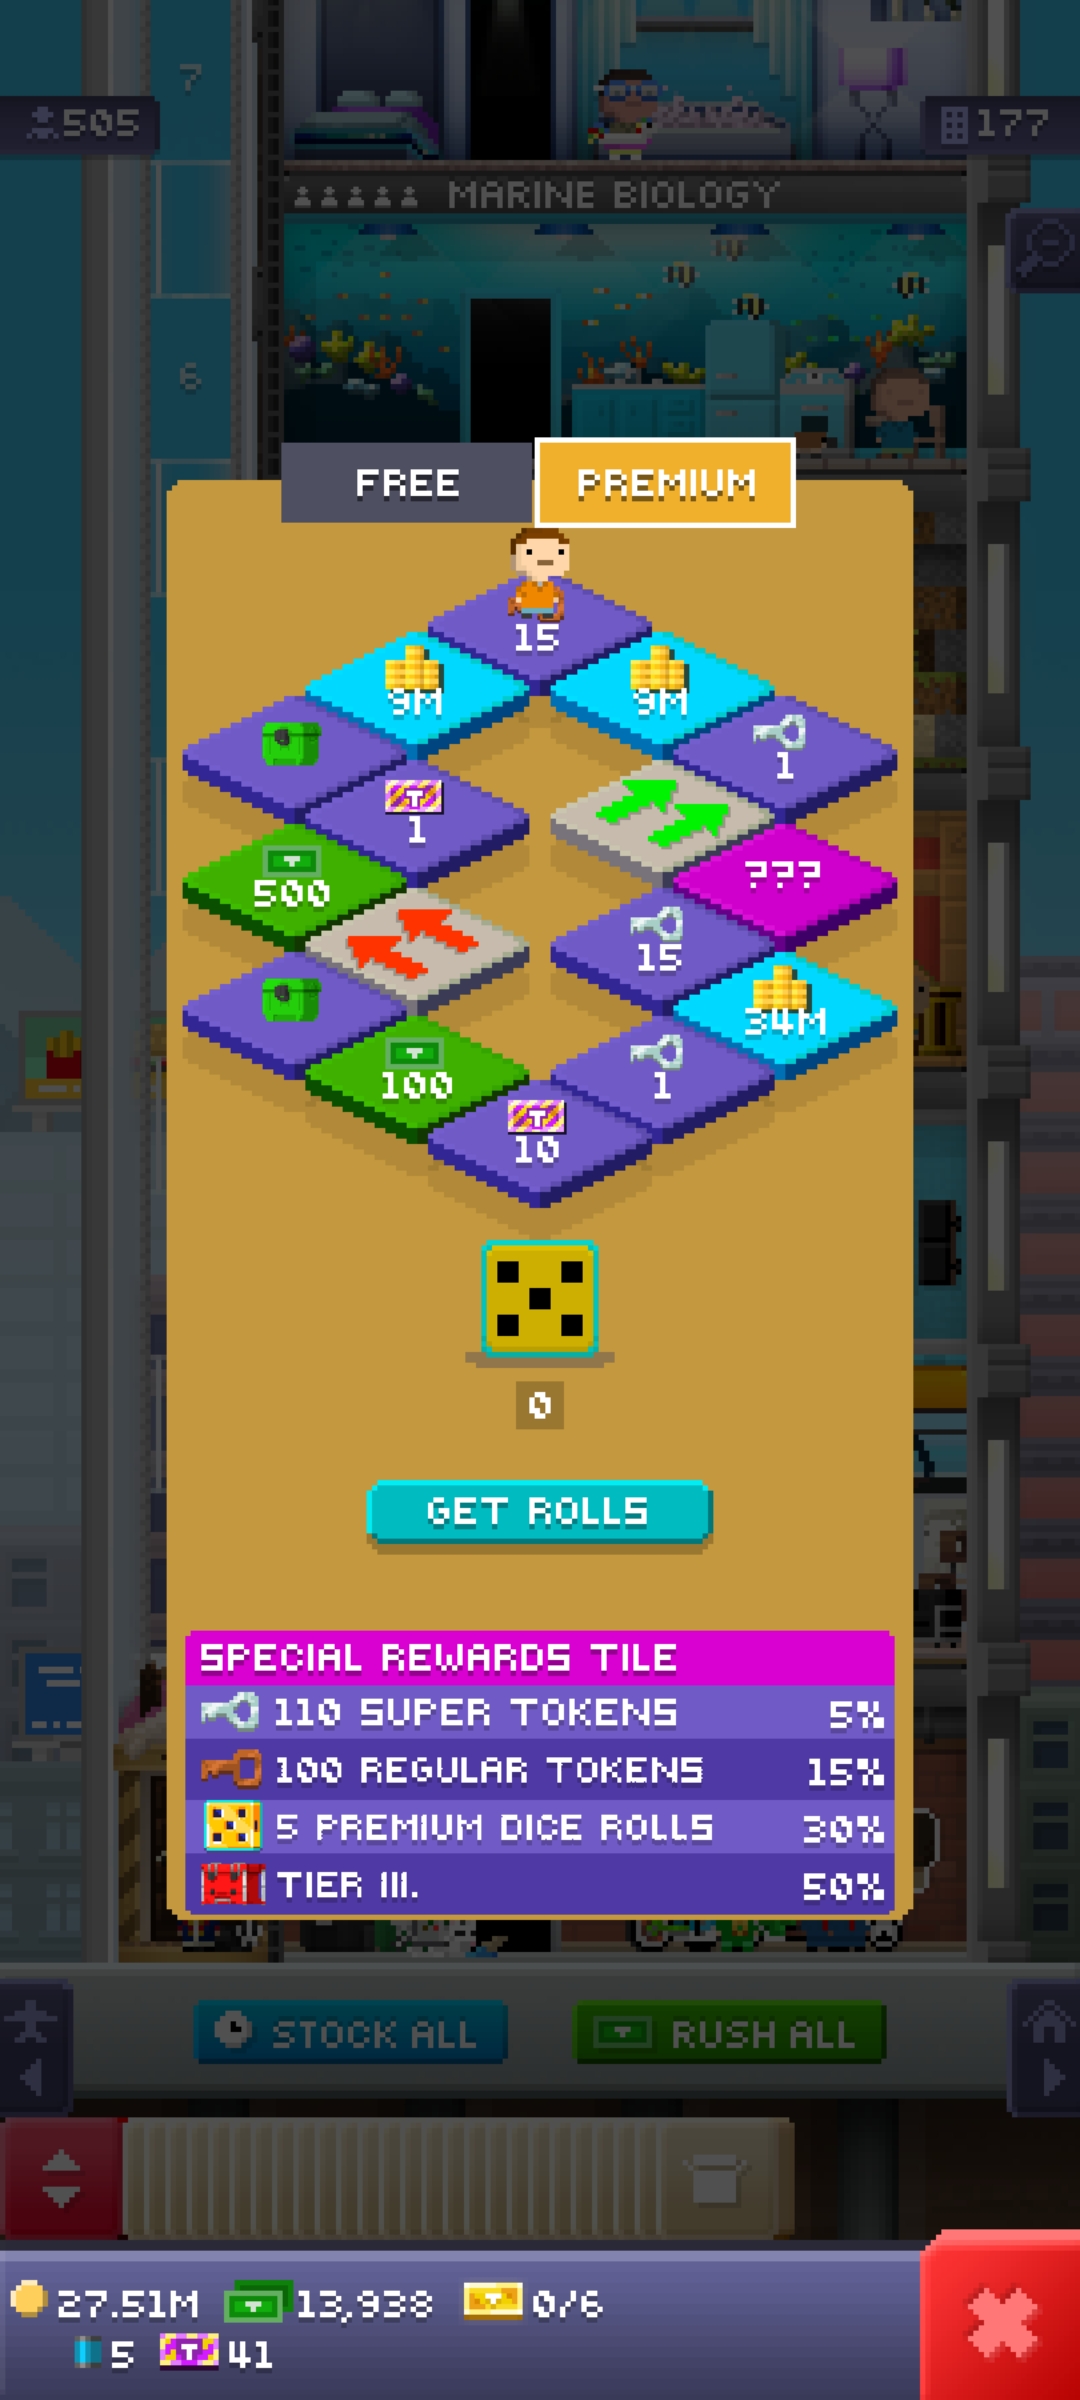 7
505
177
MARINE BIOLOGY
6
FREE
PREMIUM
15
9M
9M
1
1
500
???
15
34M
100
1
10
0
GET ROLLS
SPECIAL REWARDS TILE
110 SUPER TOKENS 5%
100 REGULAR TOKENS 15%
5 PREMIUM DICE ROLLS 30%
TIER III. 50%
STOCK ALL
RUSH ALL
27.51M 13,938 0/6
5 41